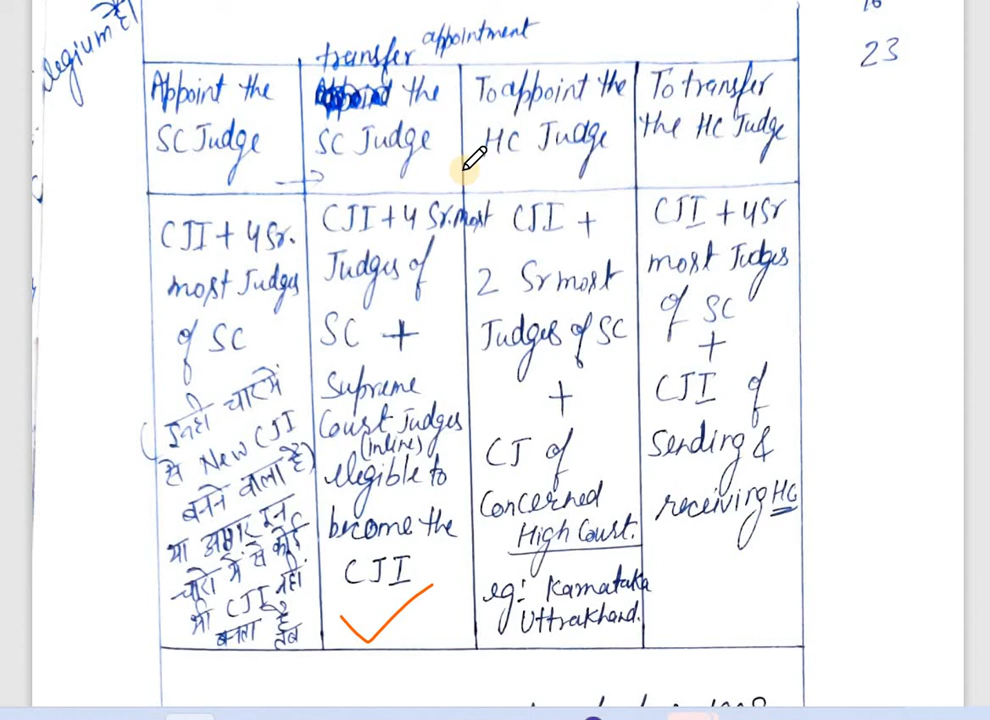 legium है।
16
23
transfer appointment
Appoint the
SC Judge
the
SC Judge
To appoint the
HC Judge
To transfer
the HC Judge
CJI + 4 Sr.
most Judges
of SC
(इनही चारमें
से New CJI
बनने वाला है)
या अगर इन
चारो में से कोई
भी CJI नहीं
बनता है तब
CJI + 4 Sr. most
Judges of
SC +
Supreme
Court Judges
(inline)
elegible to
become the
CJI
CJI +
2 Sr most
Judges of SC
+
CJ of
Concerned
High Court.
eg: Karnataka
Uttrakhand.
CJI + 4 Sr
most Judges
of SC
+
CJI of
Sending &
receiving HC